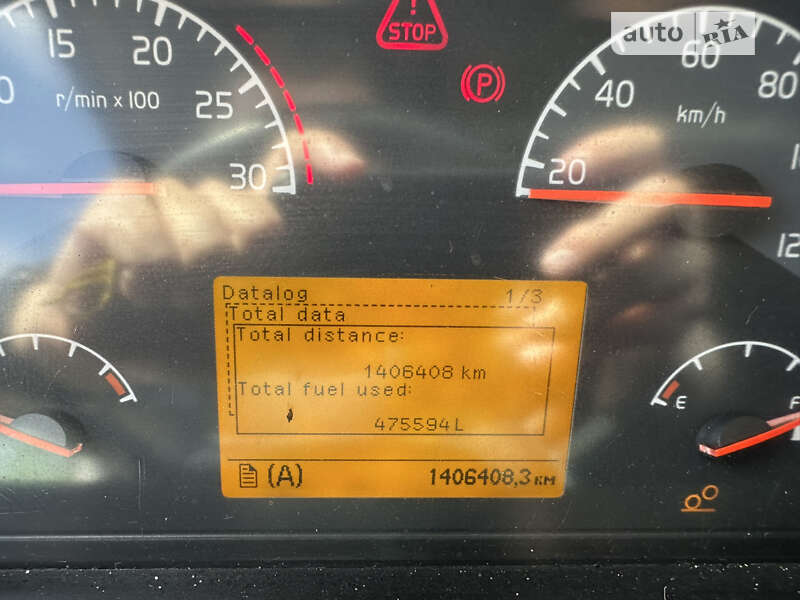 STOP
auto RIA
15 20 25 30
r/min x 100
P
20 40 60 80
km/h
12
Datalog 1/3
Total data
Total distance:
1406408 km
Total fuel used:
475594 L
(A) 1406408,3 км
E F